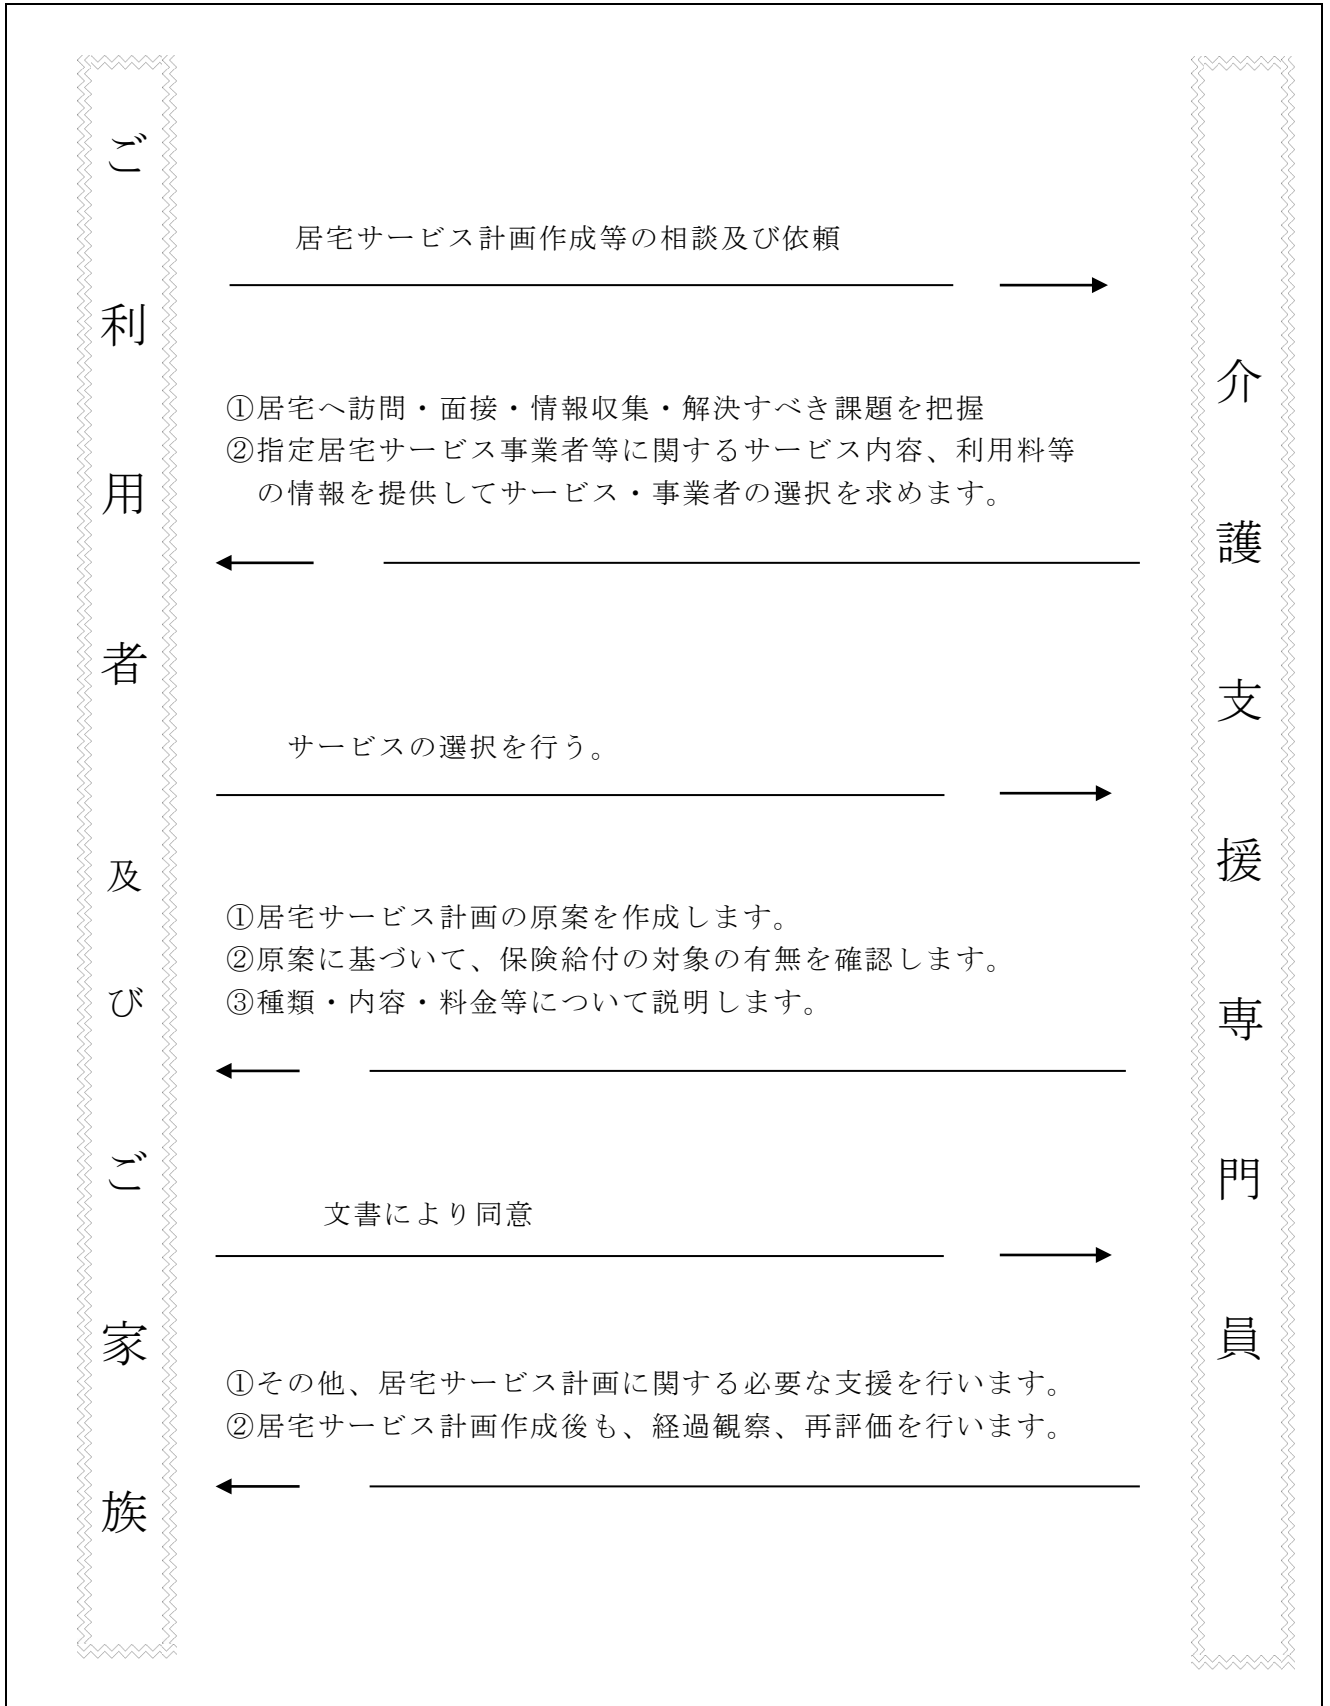 ご利用者及びご家族
居宅サービス計画作成等の相談及び依頼
①居宅へ訪問・面接・情報収集・解決すべき課題を把握
②指定居宅サービス事業者等に関するサービス内容、利用料等
の情報を提供してサービス・事業者の選択を求めます。
サービスの選択を行う。
①居宅サービス計画の原案を作成します。
②原案に基づいて、保険給付の対象の有無を確認します。
③種類・内容・料金等について説明します。
文書により同意
①その他、居宅サービス計画に関する必要な支援を行います。
②居宅サービス計画作成後も、経過観察、再評価を行います。
介護支援専門員